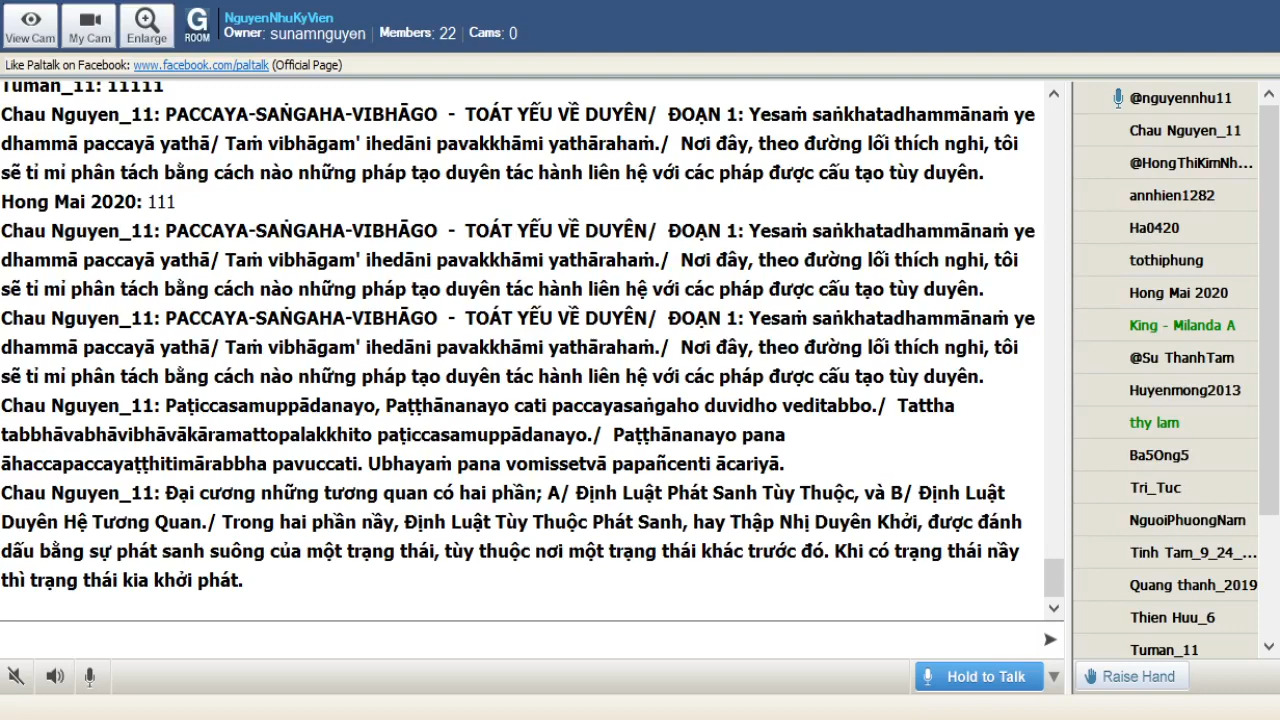 View Cam
My Cam
Enlarge
G
ROOM
NguyenNhuKyVien
Owner: sunamnguyen | Members: 22 | Cams: 0
Like Paltalk on Facebook: www.facebook.com/paltalk (Official Page)
Tuman_11: 11111
Chau Nguyen_11: PACCAYA-SAṄGAHA-VIBHĀGO - TOÁT YẾU VỀ DUYÊN/ ĐOẠN 1: Yesaṁ saṅkhatadhammānaṁ ye
dhammā paccayā yathā/ Taṁ vibhāgam' ihedāni pavakkhāmi yathārahaṁ./ Nơi đây, theo đường lối thích nghi, tôi
sẽ tỉ mỉ phân tách bằng cách nào những pháp tạo duyên tác hành liên hệ với các pháp được cấu tạo tùy duyên.
Hong Mai 2020: 111
Chau Nguyen_11: PACCAYA-SAṄGAHA-VIBHĀGO - TOÁT YẾU VỀ DUYÊN/ ĐOẠN 1: Yesaṁ saṅkhatadhammānaṁ ye
dhammā paccayā yathā/ Taṁ vibhāgam' ihedāni pavakkhāmi yathārahaṁ./ Nơi đây, theo đường lối thích nghi, tôi
sẽ tỉ mỉ phân tách bằng cách nào những pháp tạo duyên tác hành liên hệ với các pháp được cấu tạo tùy duyên.
Chau Nguyen_11: PACCAYA-SAṄGAHA-VIBHĀGO - TOÁT YẾU VỀ DUYÊN/ ĐOẠN 1: Yesaṁ saṅkhatadhammānaṁ ye
dhammā paccayā yathā/ Taṁ vibhāgam' ihedāni pavakkhāmi yathārahaṁ./ Nơi đây, theo đường lối thích nghi, tôi
sẽ tỉ mỉ phân tách bằng cách nào những pháp tạo duyên tác hành liên hệ với các pháp được cấu tạo tùy duyên.
Chau Nguyen_11: Paṭiccasamuppādanayo, Paṭṭhānanayo cati paccayasaṅgaho duvidho veditabbo./ Tattha
tabbhāvabhāvibhāvākāramattopalakkhito paṭiccasamuppādanayo./ Paṭṭhānanayo pana
āhaccapaccayaṭṭhitimārabbha pavuccati. Ubhayaṁ pana vomissetvā papañcenti ācariyā.
Chau Nguyen_11: Đại cương những tương quan có hai phần; A/ Định Luật Phát Sanh Tùy Thuộc, và B/ Định Luật
Duyên Hệ Tương Quan./ Trong hai phần nầy, Định Luật Tùy Thuộc Phát Sanh, hay Thập Nhị Duyên Khởi, được đánh
dấu bằng sự phát sanh suông của một trạng thái, tùy thuộc nơi một trạng thái khác trước đó. Khi có trạng thái nầy
thì trạng thái kia khởi phát.
@nguyennhu11
Chau Nguyen_11
@HongThiKimNh...
annhien1282
Ha0420
tothiphung
Hong Mai 2020
King - Milanda A
@Su ThanhTam
Huyenmong2013
thy lam
Ba5Ong5
Tri_Tuc
NguoiPhuongNam
Tinh Tam_9_24_...
Quang thanh_2019
Thien Huu_6
Tuman_11
Hold to Talk
Raise Hand